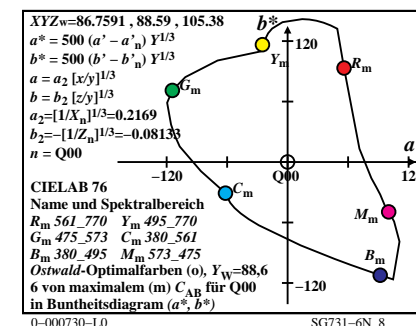 XYZw=86.7591 , 88.59 , 105.38
a* = 500 (a' – a'n) Y1/3
b* = 500 (b' – b'n) Y1/3
a = a2 [x/y]1/3
b = b2 [z/y]1/3
a2=[1/Xn]1/3=0.2169
b2=–[1/Zn]1/3=–0.08133
n = Q00
CIELAB 76
Name und Spektralbereich
Rm 561_770 Ym 495_770
Gm 475_573 Cm 380_561
Bm 380_495 Mm 573_475
Ostwald-Optimalfarben (o), YW=88,6
6 von maximalem (m) CAB für Q00
in Buntheitsdiagram (a*, b*)
b*
120
Ym
Rm
Gm
a
–120
Q00
12
Cm
Mm
Bm
–120
0–000730–L0
SG731–6N_8